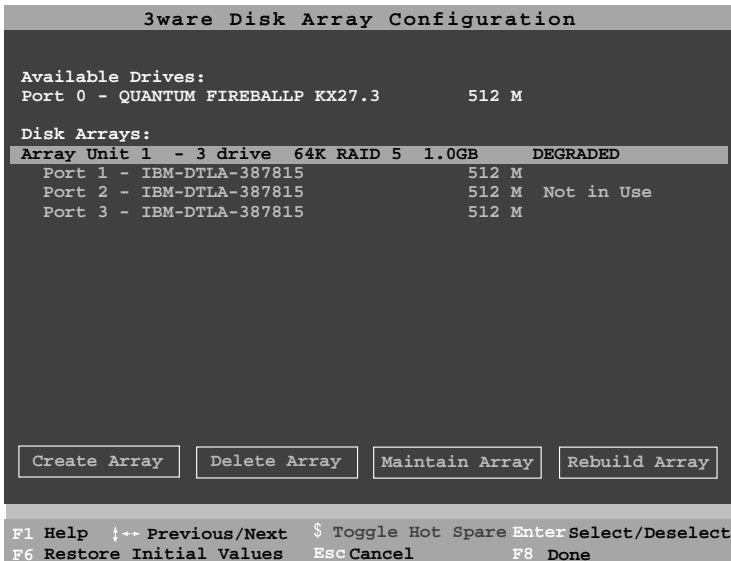 3ware Disk Array Configuration
Available Drives:
Port 0 - QUANTUM FIREBALLP KX27.3 512 M
Disk Arrays:
Array Unit 1 - 3 drive 64K RAID 5 1.0GB DEGRADED
Port 1 - IBM-DTLA-387815 512 M
Port 2 - IBM-DTLA-387815 512 M Not in Use
Port 3 - IBM-DTLA-387815 512 M
Create Array Delete Array Maintain Array Rebuild Array
F1 Help ↕↔ Previous/Next $ Toggle Hot Spare Enter Select/Deselect
F6 Restore Initial Values Esc Cancel F8 Done